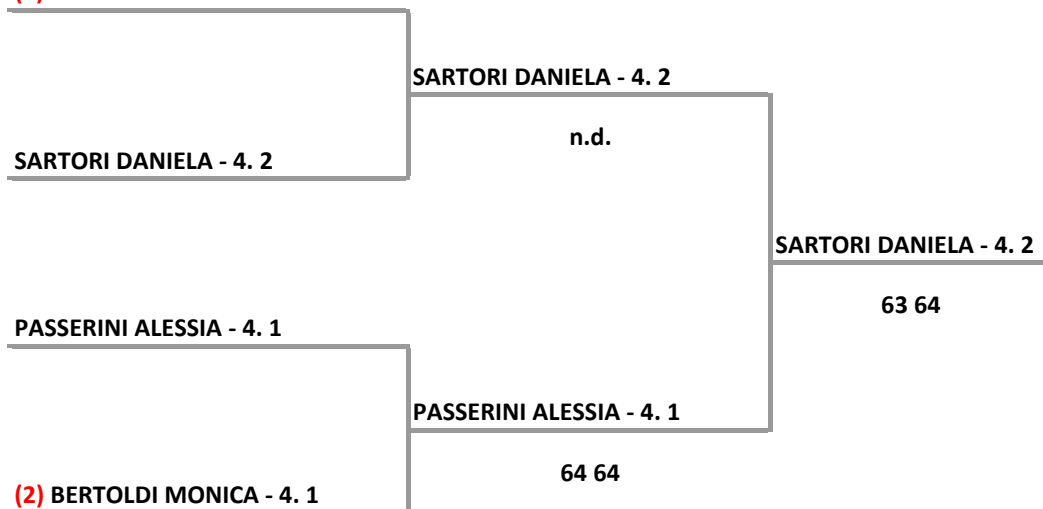 SARTORI DANIELA - 4. 2
n.d.
SARTORI DANIELA - 4. 2
SARTORI DANIELA - 4. 2
63 64
PASSERINI ALESSIA - 4. 1
PASSERINI ALESSIA - 4. 1
64 64
(2) BERTOLDI MONICA - 4. 1